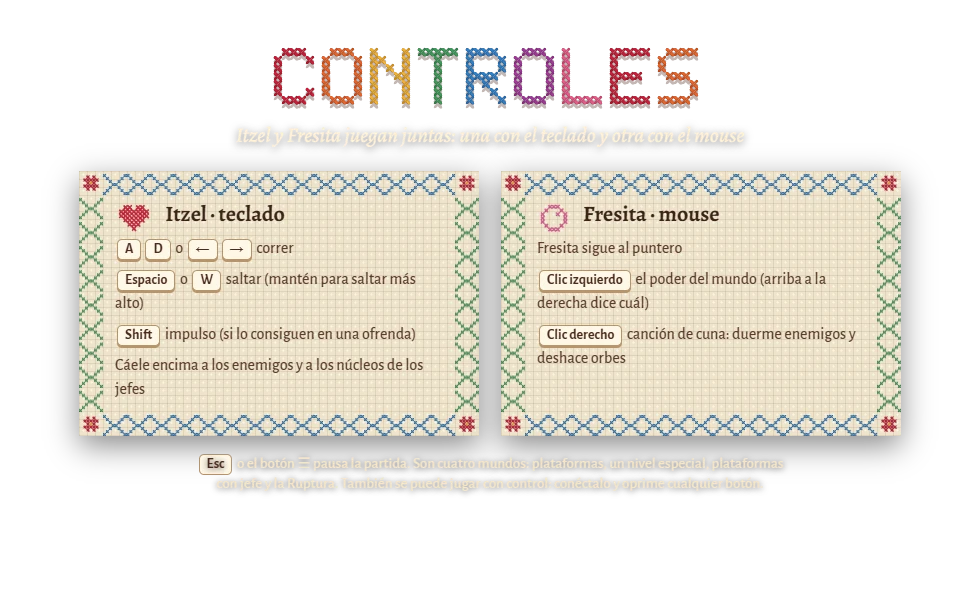 CONTROLES
Itzel y Fresita juegan juntas: una con el teclado y otra con el mouse
Itzel · teclado
A D o ← → correr
Espacio o W saltar (mantén para saltar más
alto)
Shift impulso (si lo consiguen en una ofrenda)
Cáele encima a los enemigos y a los núcleos de los
jefes
Fresita · mouse
Fresita sigue al puntero
Clic izquierdo el poder del mundo (arriba a la
derecha dice cuál)
Clic derecho canción de cuna: duerme enemigos y
deshace orbes
Esc o el botón = pausa la partida. Son cuatro mundos: plataformas, un nivel especial, plataformas
con jefe y la Ruptura. También se puede jugar con control: conéctalo y oprime cualquier botón.